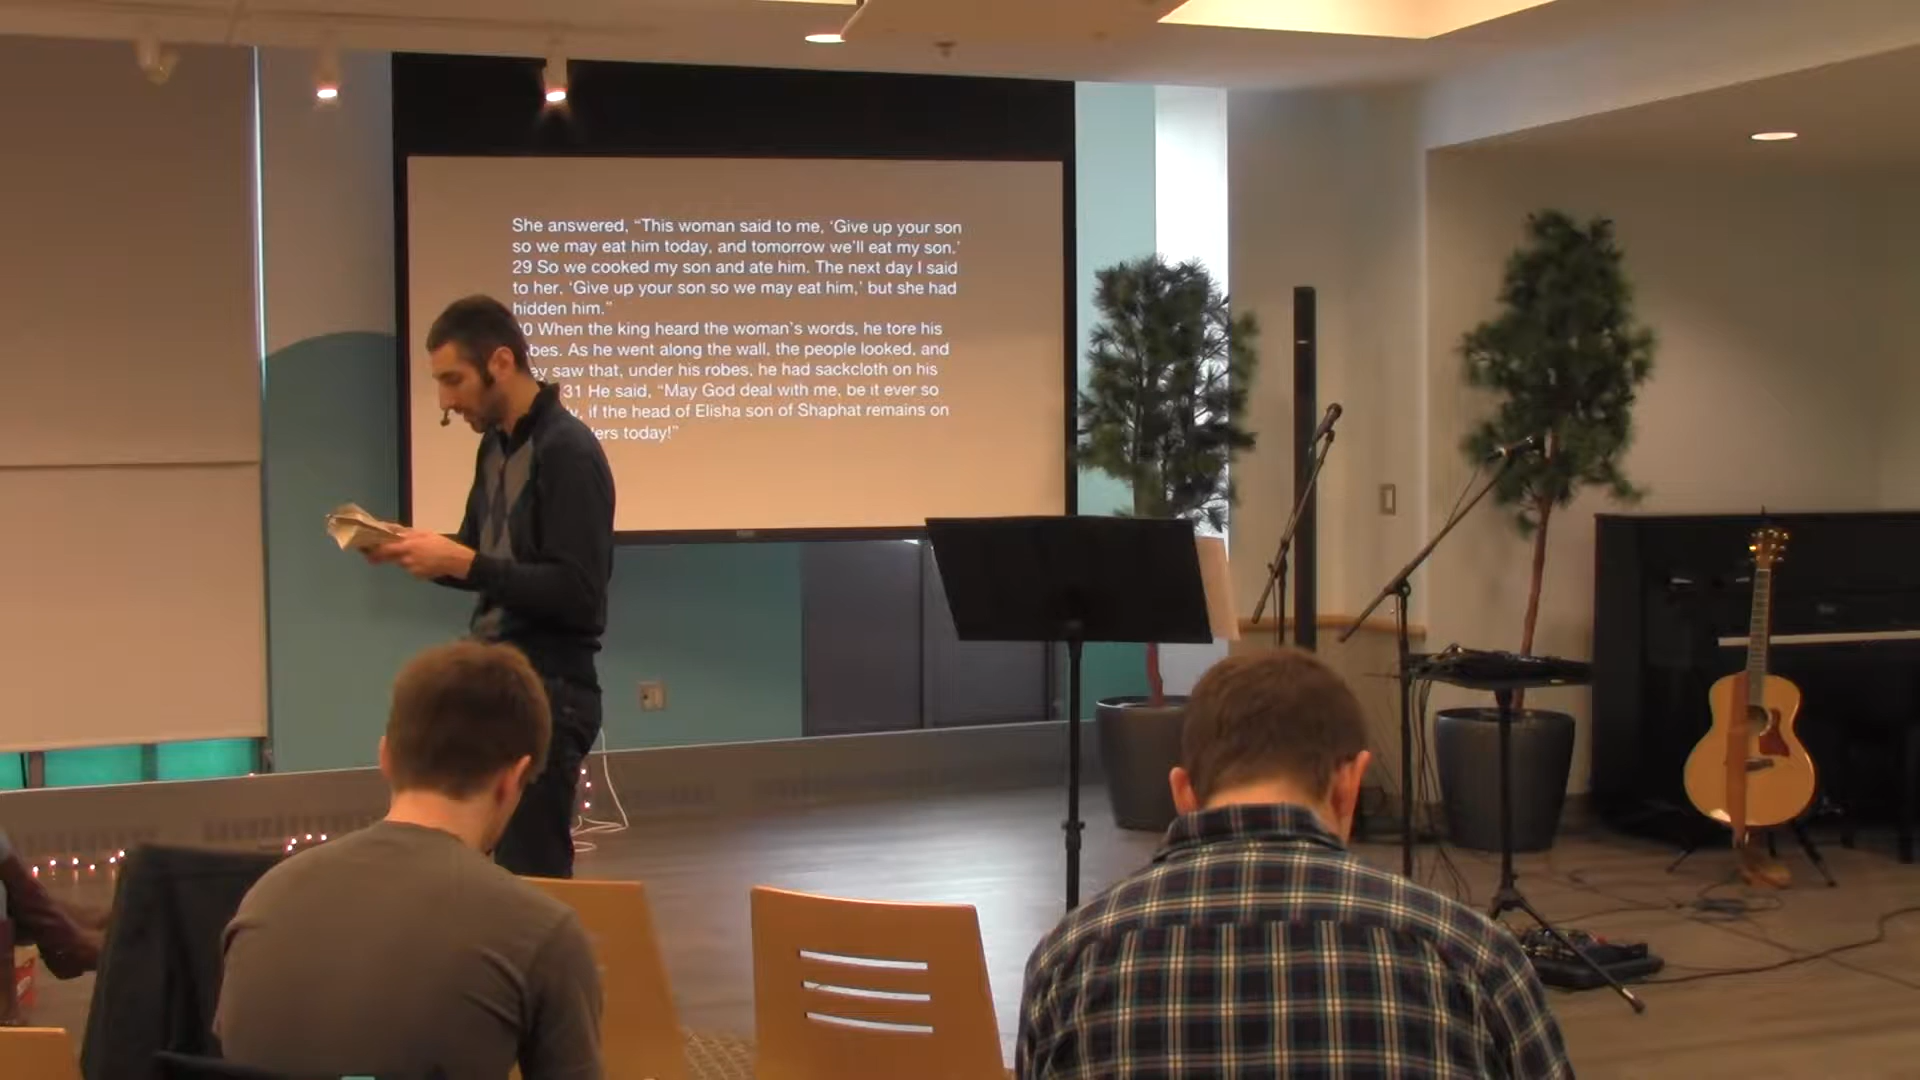 She answered, “This woman said to me, ‘Give up your son
so we may eat him today, and tomorrow we’ll eat my son.’
29 So we cooked my son and ate him. The next day I said
to her, ‘Give up your son so we may eat him,’ but she had
hidden him.”
0 When the king heard the woman’s words, he tore his
bes. As he went along the wall, the people looked, and
ey saw that, under his robes, he had sackcloth on his
31 He said, “May God deal with me, be it ever so
ly, if the head of Elisha son of Shaphat remains on
ers today!”